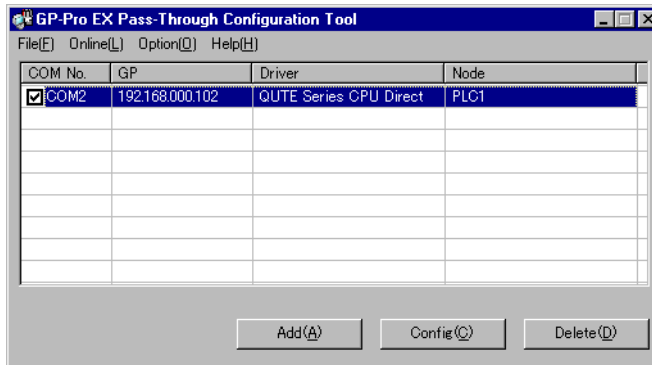 GP-Pro EX Pass-Through Configuration Tool
File(F) Online(L) Option(O) Help(H)
COM No. GP Driver Node
COM2 192.168.000.102 QUTE Series CPU Direct PLC1
Add(A) Config(C) Delete(D)